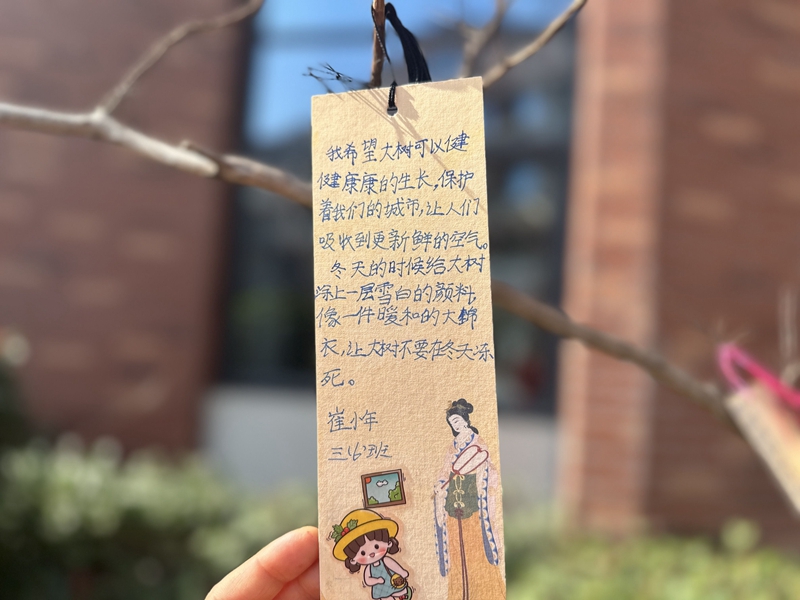 我希望大树可以健
健康康的生长,保护
着我们的城市,让人们
吸收到更新鲜的空气。
冬天的时候给大树
涂上一层雪白的颜料,
像一件暖和的大棉
衣,让大树不要在冬天冻
死。
崔小年
三(6)班